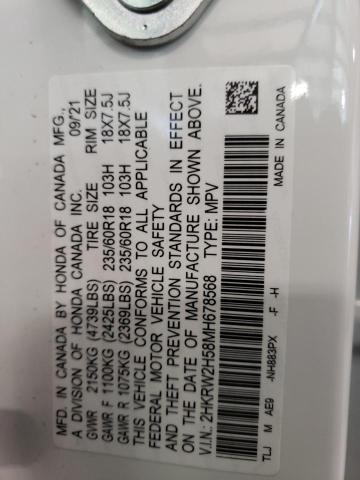 MFD. IN CANADA BY HONDA OF CANADA MFG.,
A DIVISION OF HONDA CANADA INC. 09/21
GVWR 2150KG (4739LBS) TIRE SIZE RIM SIZE
GAWR F 1100KG (2425LBS) 235/60R18 103H 18X7.5J
GAWR R 1075KG (2369LBS) 235/60R18 103H 18X7.5J
THIS VEHICLE CONFORMS TO ALL APPLICABLE
FEDERAL MOTOR VEHICLE SAFETY
AND THEFT PREVENTION STANDARDS IN EFFECT
ON THE DATE OF MANUFACTURE SHOWN ABOVE.
V.I.N.: 2HKRW2H58MH678568 TYPE: MPV
TLJ M AE9 -NH883PX -F -H MADE IN CANADA